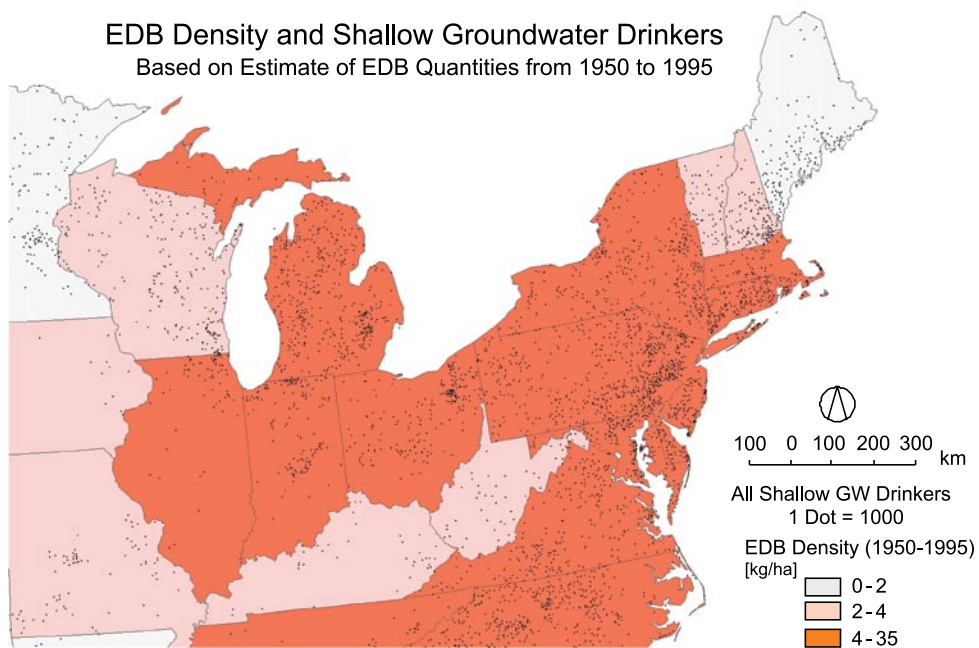 EDB Density and Shallow Groundwater Drinkers
Based on Estimate of EDB Quantities from 1950 to 1995
100 0 100 200 300 km
All Shallow GW Drinkers
1 Dot = 1000
EDB Density (1950-1995)
[kg/ha]
0-2
2-4
4-35